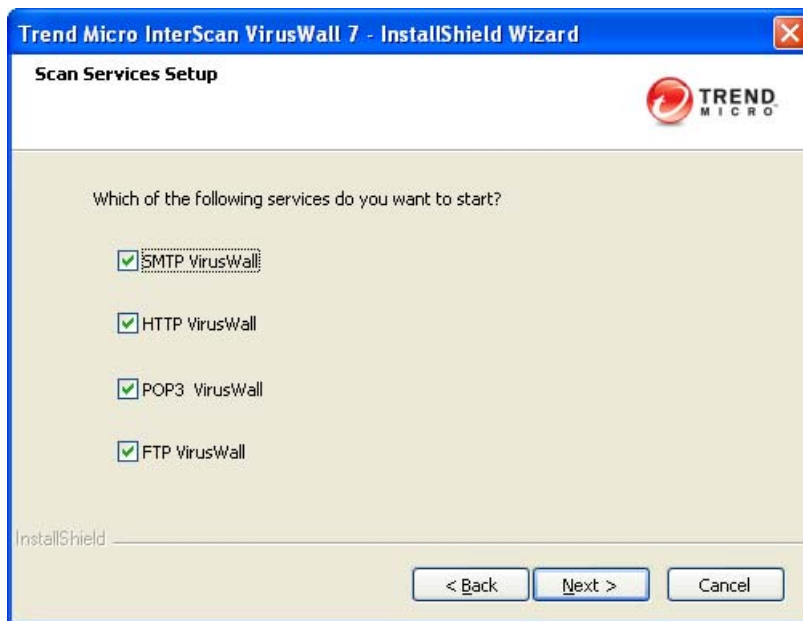 Trend Micro InterScan VirusWall 7 - InstallShield Wizard
Scan Services Setup
TREND
MICRO
Which of the following services do you want to start?
SMTP VirusWall
HTTP VirusWall
POP3  VirusWall
FTP VirusWall
InstallShield
< Back
Next >
Cancel